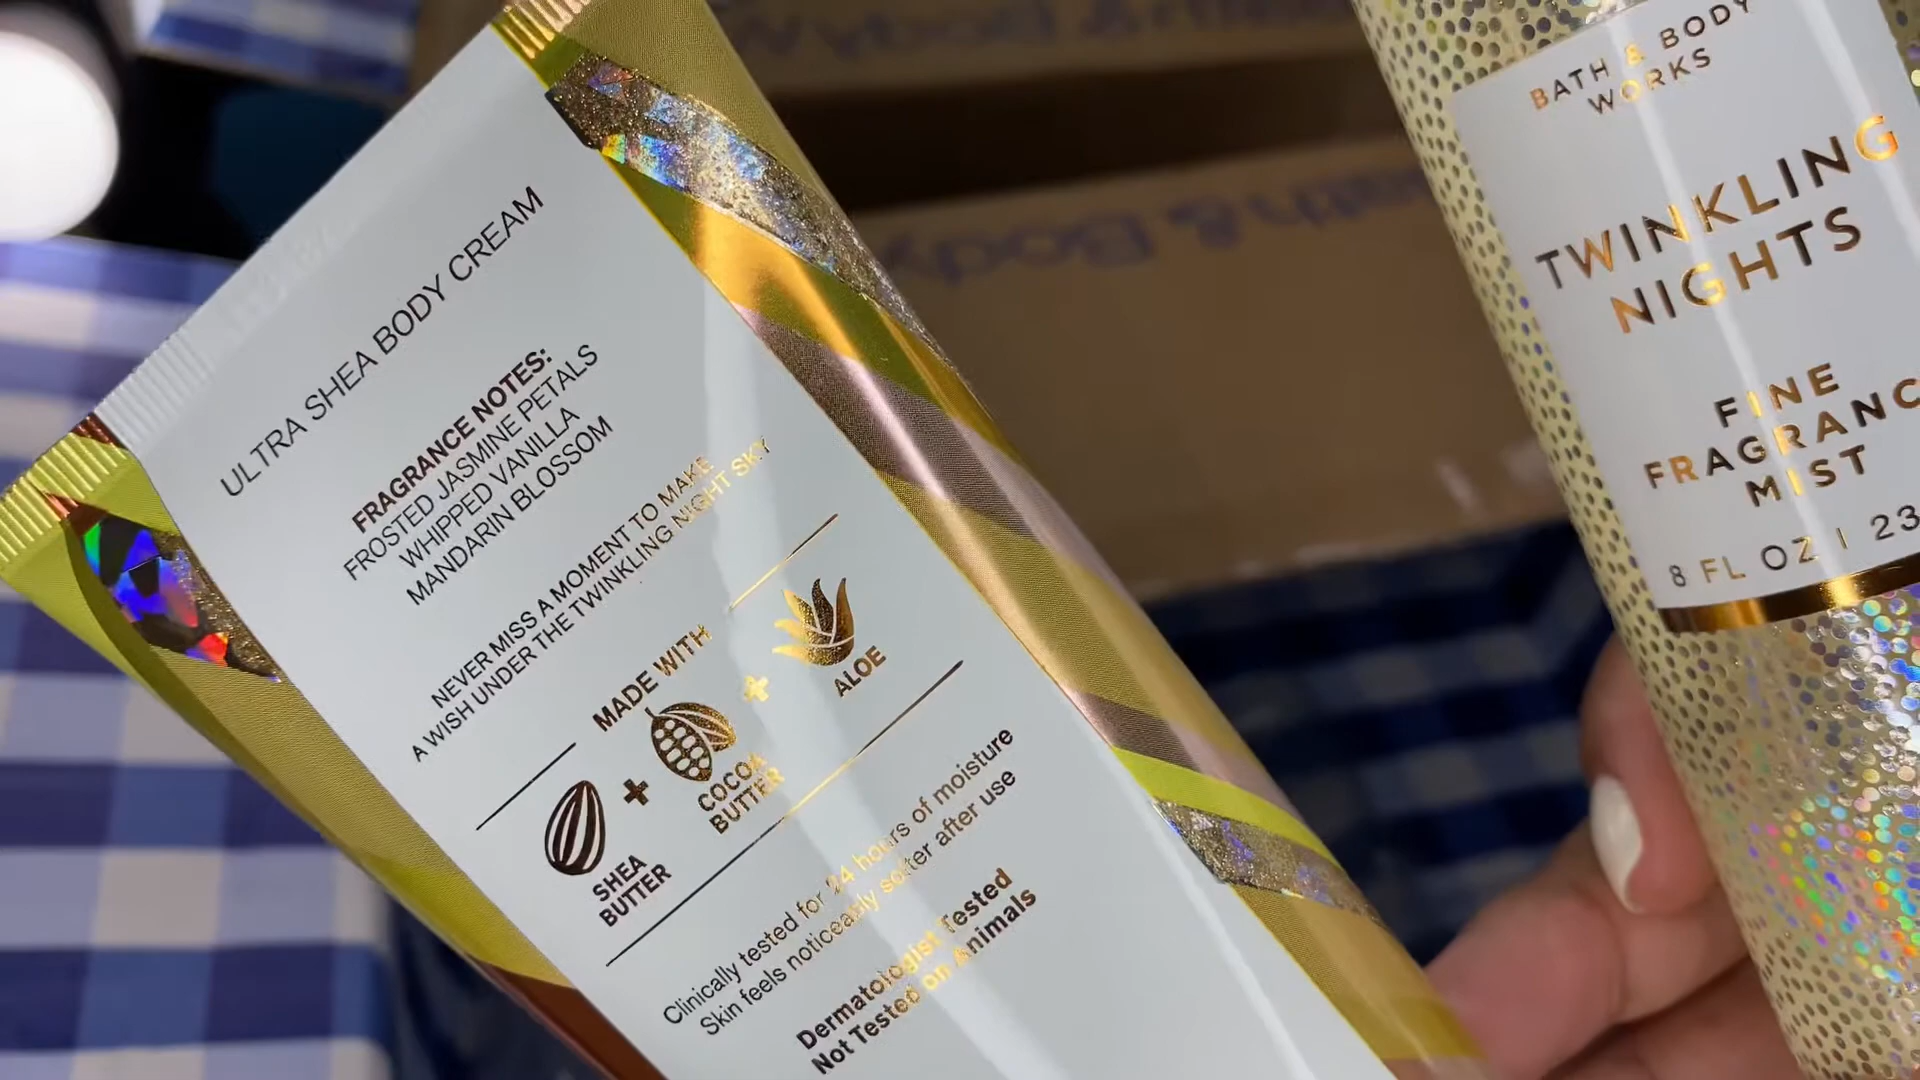 ULTRA SHEA BODY CREAM
FRAGRANCE NOTES:
FROSTED JASMINE PETALS
WHIPPED VANILLA
MANDARIN BLOSSOM
NEVER MISS A MOMENT TO MAKE
A WISH UNDER THE TWINKLING NIGHT SKY
MADE WITH
SHEA
BUTTER
+
COCOA
BUTTER
+
ALOE
Clinically tested for 24 hours of moisture
Skin feels noticeably softer after use
Dermatologist Tested
Not Tested on Animals
BATH & BODY
WORKS
TWINKLING
NIGHTS
FINE
FRAGRANC
MIST
8 FL OZ | 23
& Body